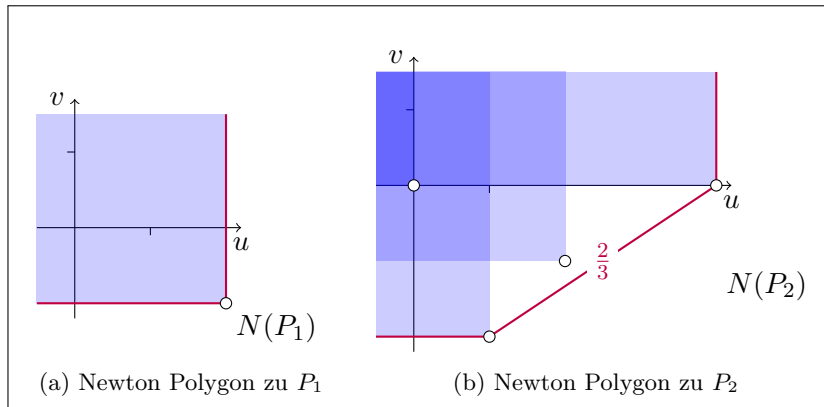 v
u
N(P₁)
(a) Newton Polygon zu P₁
v
u
2/3
N(P₂)
(b) Newton Polygon zu P₂